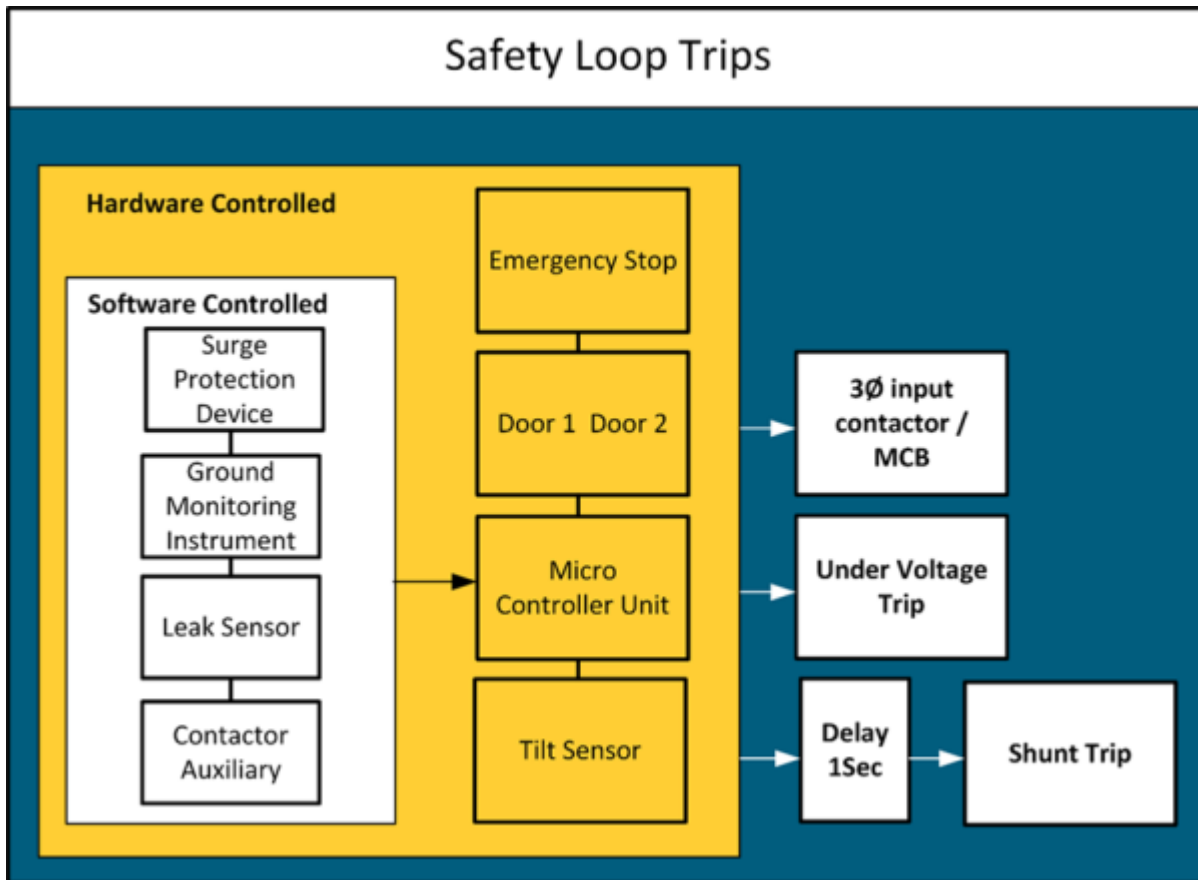 Safety Loop Trips
Hardware Controlled
Software Controlled
Surge
Protection
Device
Ground
Monitoring
Instrument
Leak Sensor
Contactor
Auxiliary
Emergency Stop
Door 1  Door 2
Micro
Controller Unit
Tilt Sensor
3Ø input
contactor /
MCB
Under Voltage
Trip
Delay
1Sec
Shunt Trip